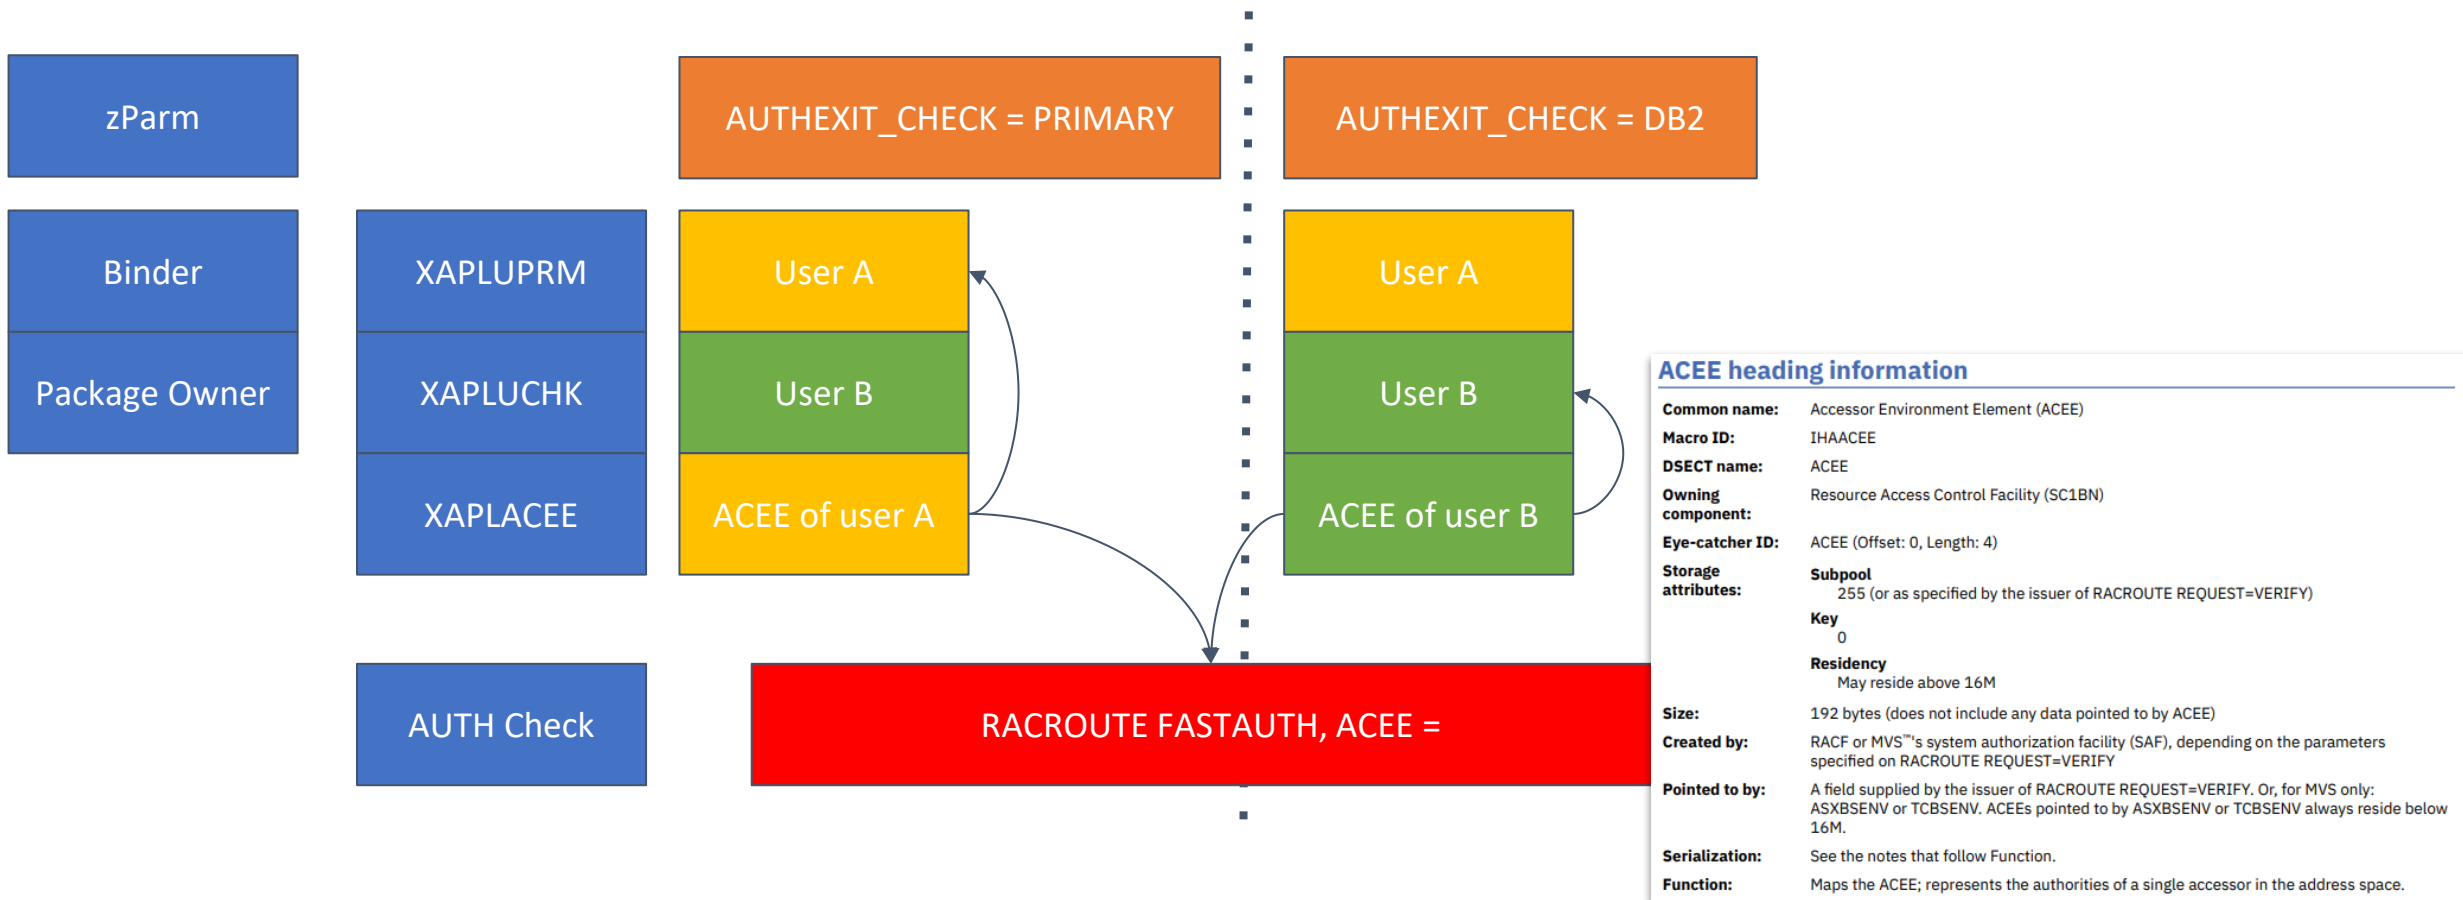 zParm
AUTHEXIT_CHECK = PRIMARY
AUTHEXIT_CHECK = DB2
Binder
XAPLUPRM
User A
User A
Package Owner
XAPLUCHK
User B
User B
XAPLACEE
ACEE of user A
ACEE of user B
AUTH Check
RACROUTE FASTAUTH, ACEE =
ACEE heading information
Common name: Accessor Environment Element (ACEE)
Macro ID: IHAACEE
DSECT name: ACEE
Owning component: Resource Access Control Facility (SC1BN)
Eye-catcher ID: ACEE (Offset: 0, Length: 4)
Storage attributes:
Subpool
255 (or as specified by the issuer of RACROUTE REQUEST=VERIFY)
Key
0
Residency
May reside above 16M
Size: 192 bytes (does not include any data pointed to by ACEE)
Created by: RACF or MVS™'s system authorization facility (SAF), depending on the parameters
specified on RACROUTE REQUEST=VERIFY
Pointed to by: A field supplied by the issuer of RACROUTE REQUEST=VERIFY. Or, for MVS only:
ASXBSENV or TCBSENV. ACEEs pointed to by ASXBSENV or TCBSENV always reside below
16M.
Serialization: See the notes that follow Function.
Function: Maps the ACEE; represents the authorities of a single accessor in the address space.